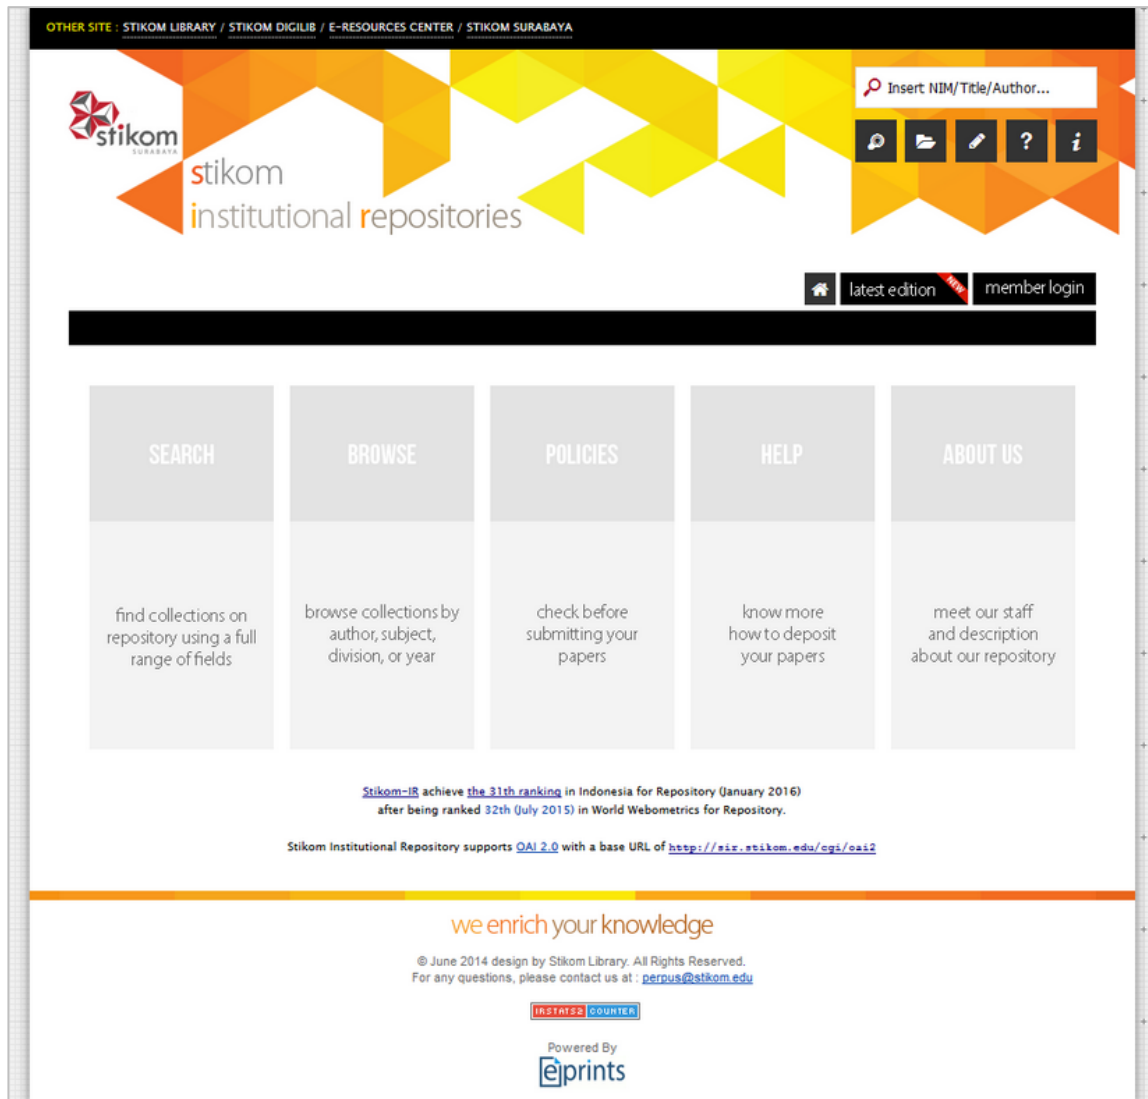 OTHER SITE : STIKOM LIBRARY / STIKOM DIGILIB / E-RESOURCES CENTER / STIKOM SURABAYA
Insert NIM/Title/Author...
stikom
SURABAYA
stikom
institutional repositories
latest edition NEW
member login
SEARCH
BROWSE
POLICIES
HELP
ABOUT US
find collections on
repository using a full
range of fields
browse collections by
author, subject,
division, or year
check before
submitting your
papers
know more
how to deposit
your papers
meet our staff
and description
about our repository
Stikom-IR achieve the 31th ranking in Indonesia for Repository (January 2016)
after being ranked 32th (July 2015) in World Webometrics for Repository.
Stikom Institutional Repository supports OAI 2.0 with a base URL of http://sir.stikom.edu/cgi/oai2
we enrich your knowledge
© June 2014 design by Stikom Library. All Rights Reserved.
For any questions, please contact us at : perpus@stikom.edu
IRSTATS2 COUNTER
Powered By
eprints